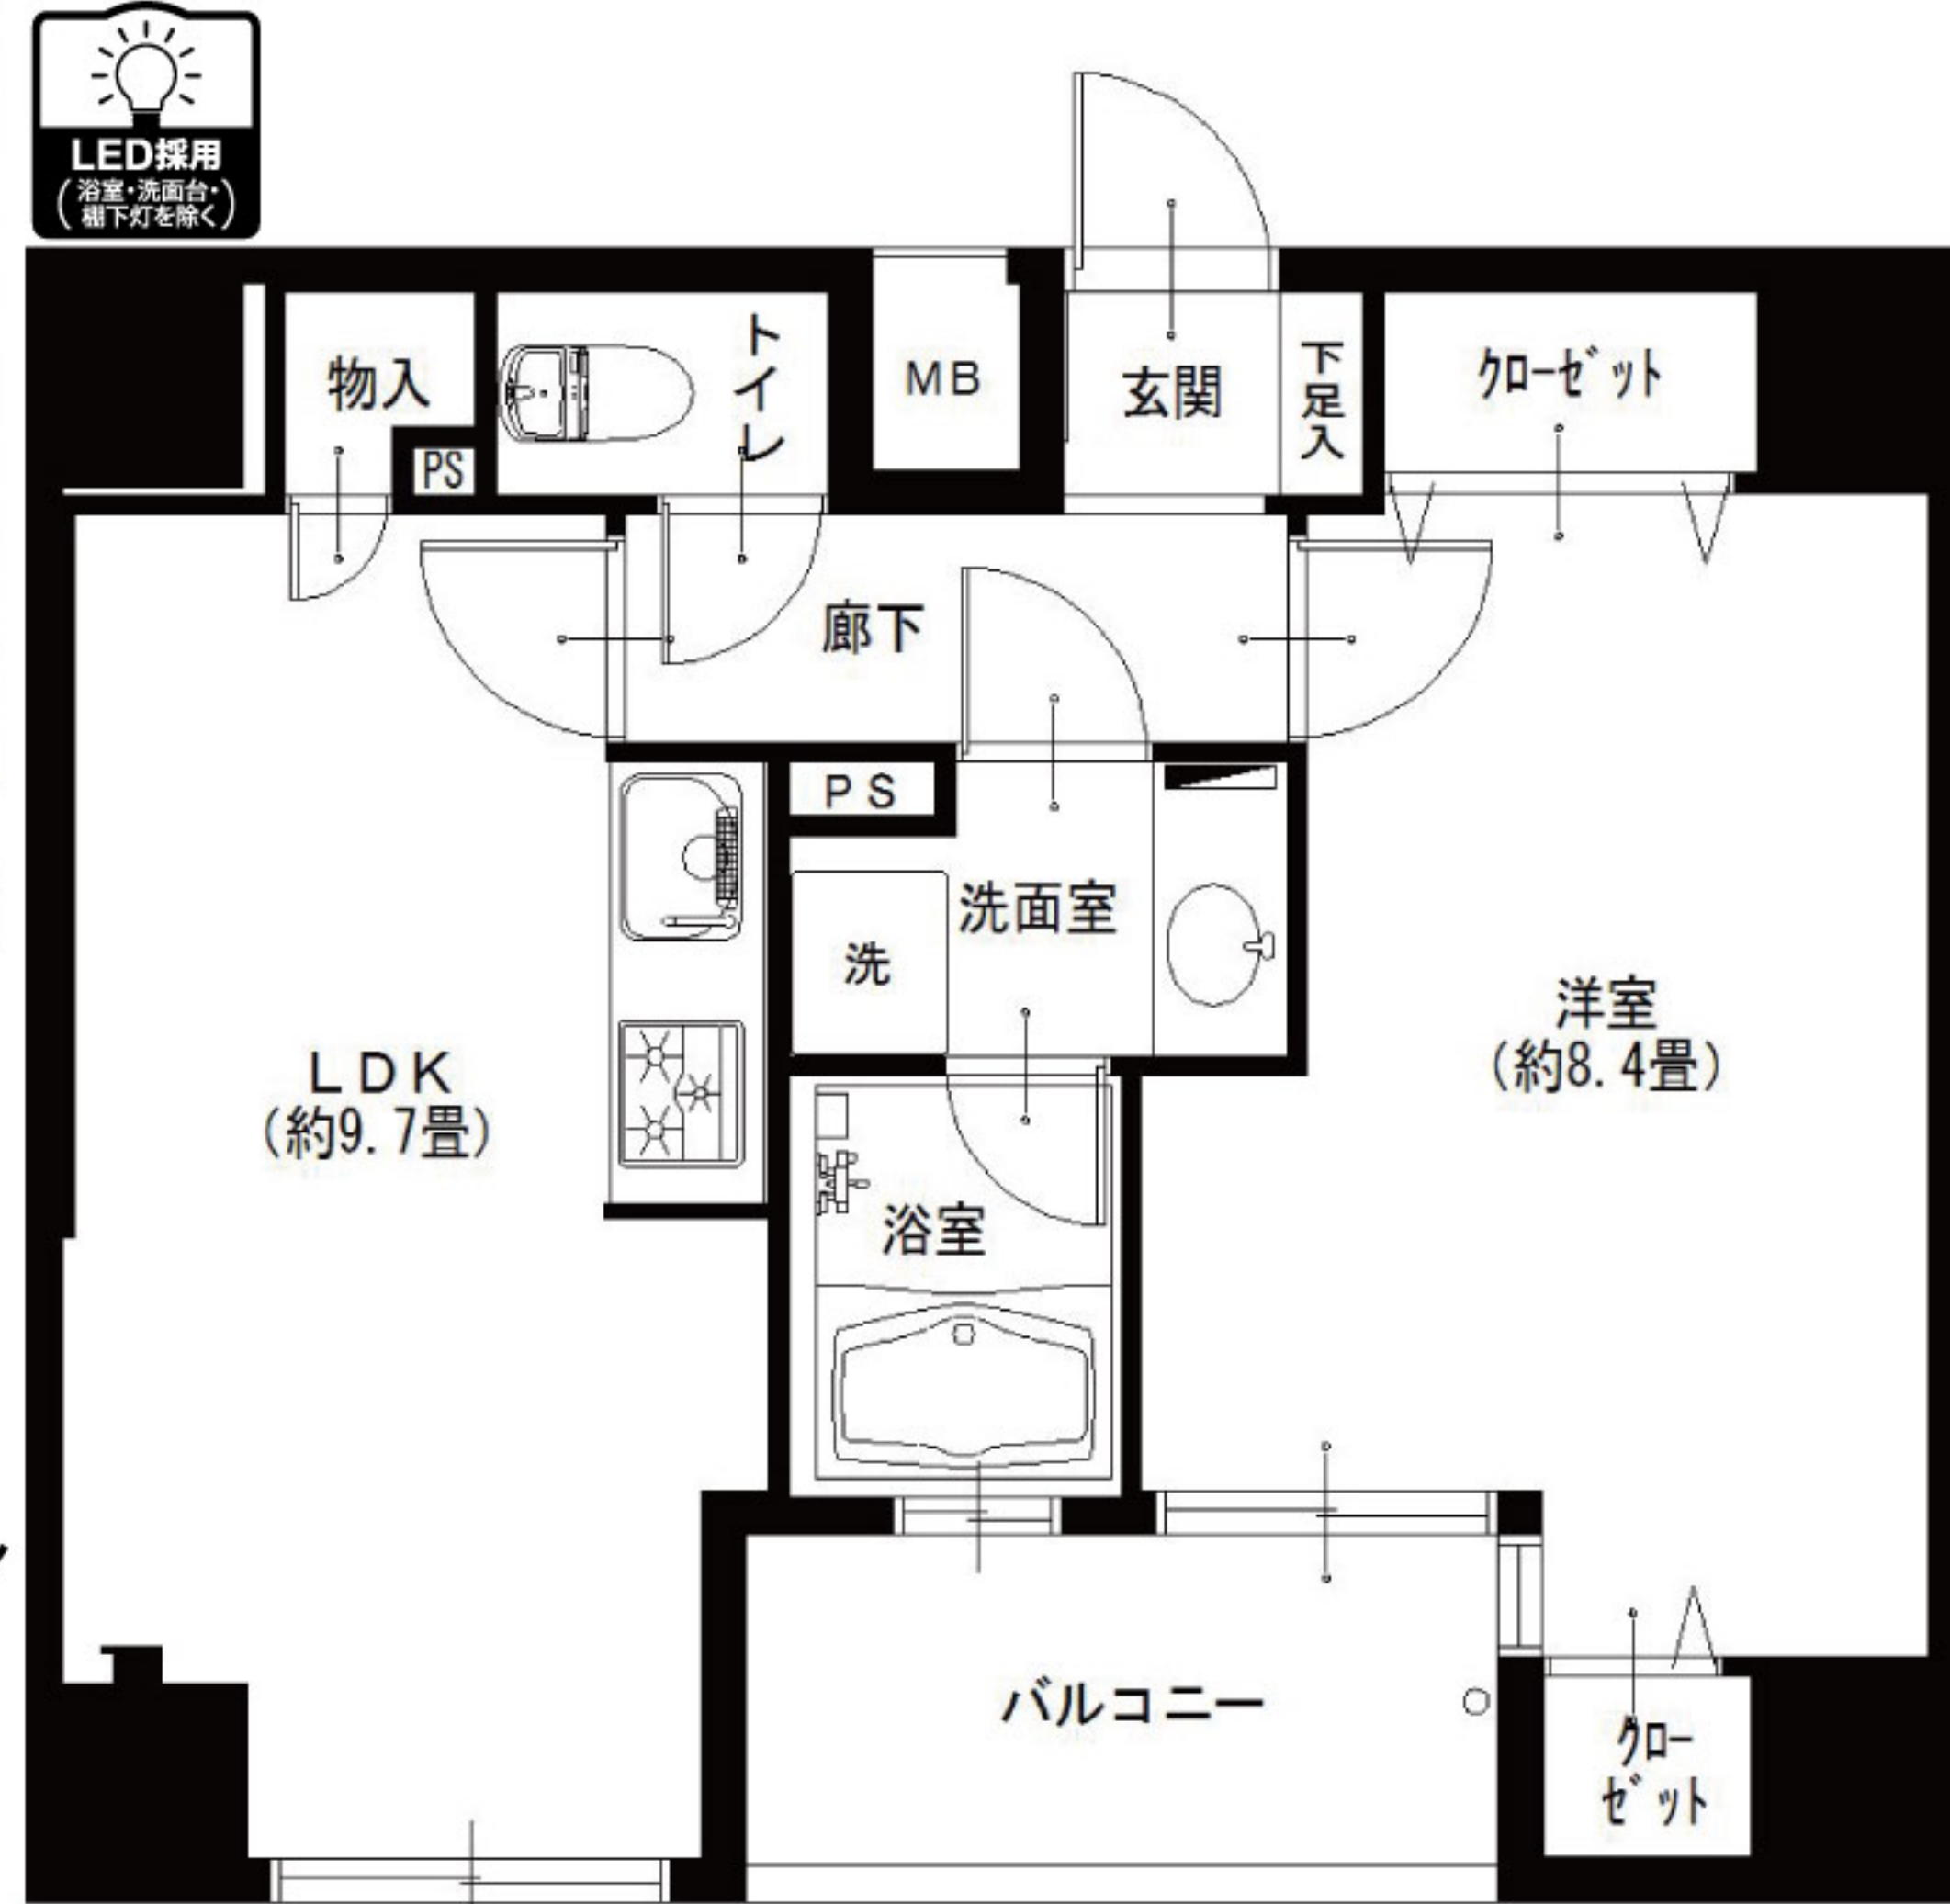 LED採用
(浴室・洗面台・
棚下灯を除く)
物入
PS
トイレ
MB
玄関
下足入
ｸﾛｰｾﾞｯﾄ
廊下
PS
洗面室
洗
LDK
(約9.7畳)
洋室
(約8.4畳)
浴室
バルコニー
ｸﾛｰ
ｾﾞｯﾄ